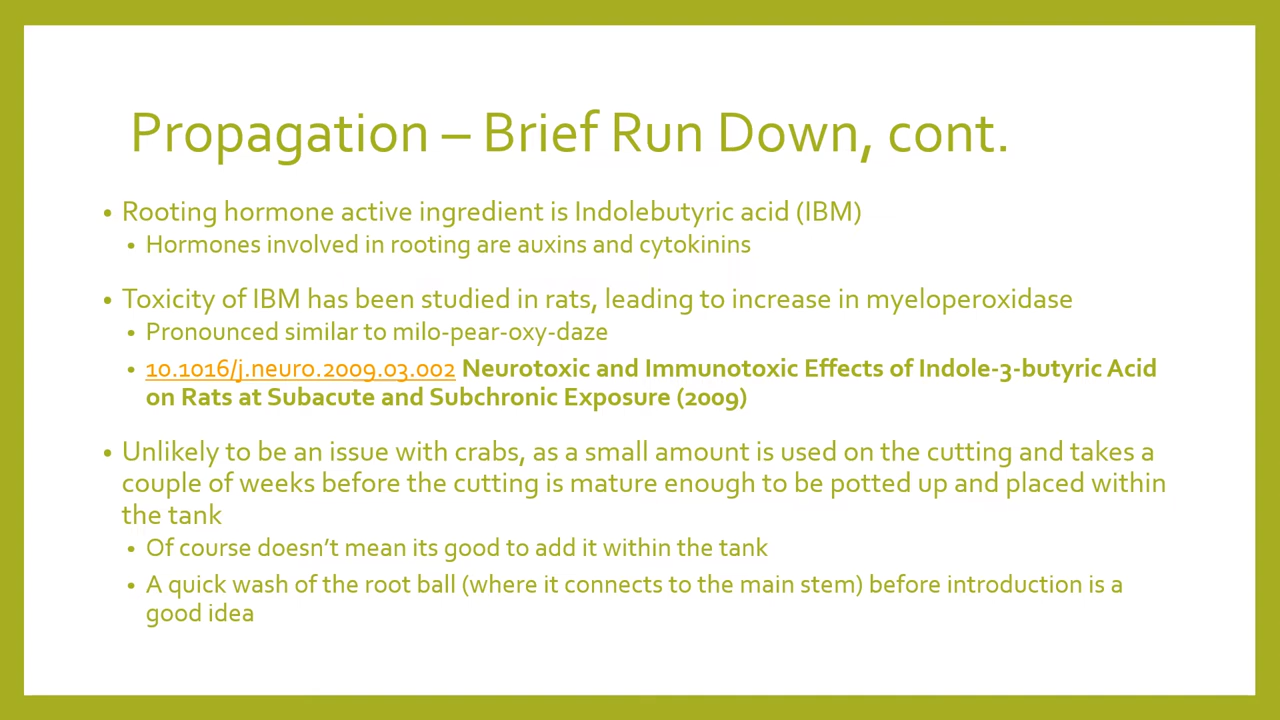 Propagation – Brief Run Down, cont.
• Rooting hormone active ingredient is Indolebutyric acid (IBM)
• Hormones involved in rooting are auxins and cytokinins
• Toxicity of IBM has been studied in rats, leading to increase in myeloperoxidase
• Pronounced similar to milo-pear-oxy-daze
• 10.1016/j.neuro.2009.03.002 Neurotoxic and Immunotoxic Effects of Indole-3-butyric Acid
on Rats at Subacute and Subchronic Exposure (2009)
• Unlikely to be an issue with crabs, as a small amount is used on the cutting and takes a
couple of weeks before the cutting is mature enough to be potted up and placed within
the tank
• Of course doesn’t mean its good to add it within the tank
• A quick wash of the root ball (where it connects to the main stem) before introduction is a
good idea